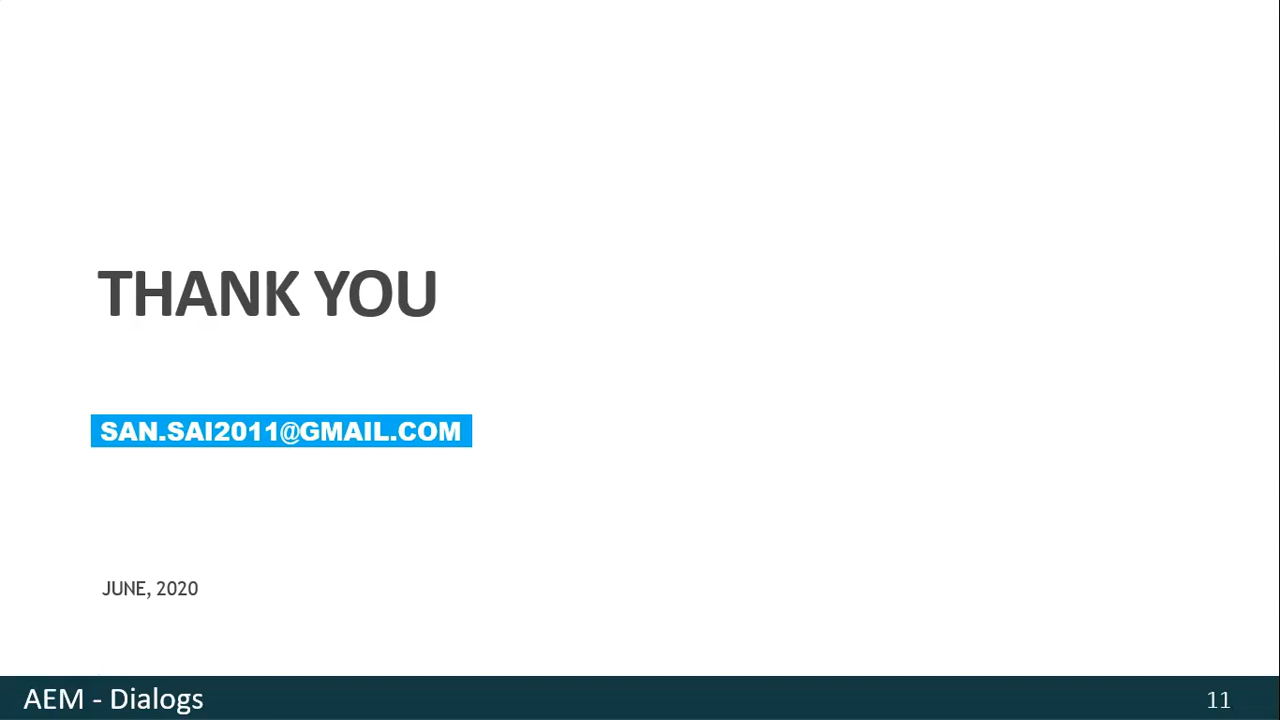 THANK YOU
SAN.SAI2011@GMAIL.COM
JUNE, 2020
AEM - Dialogs
11